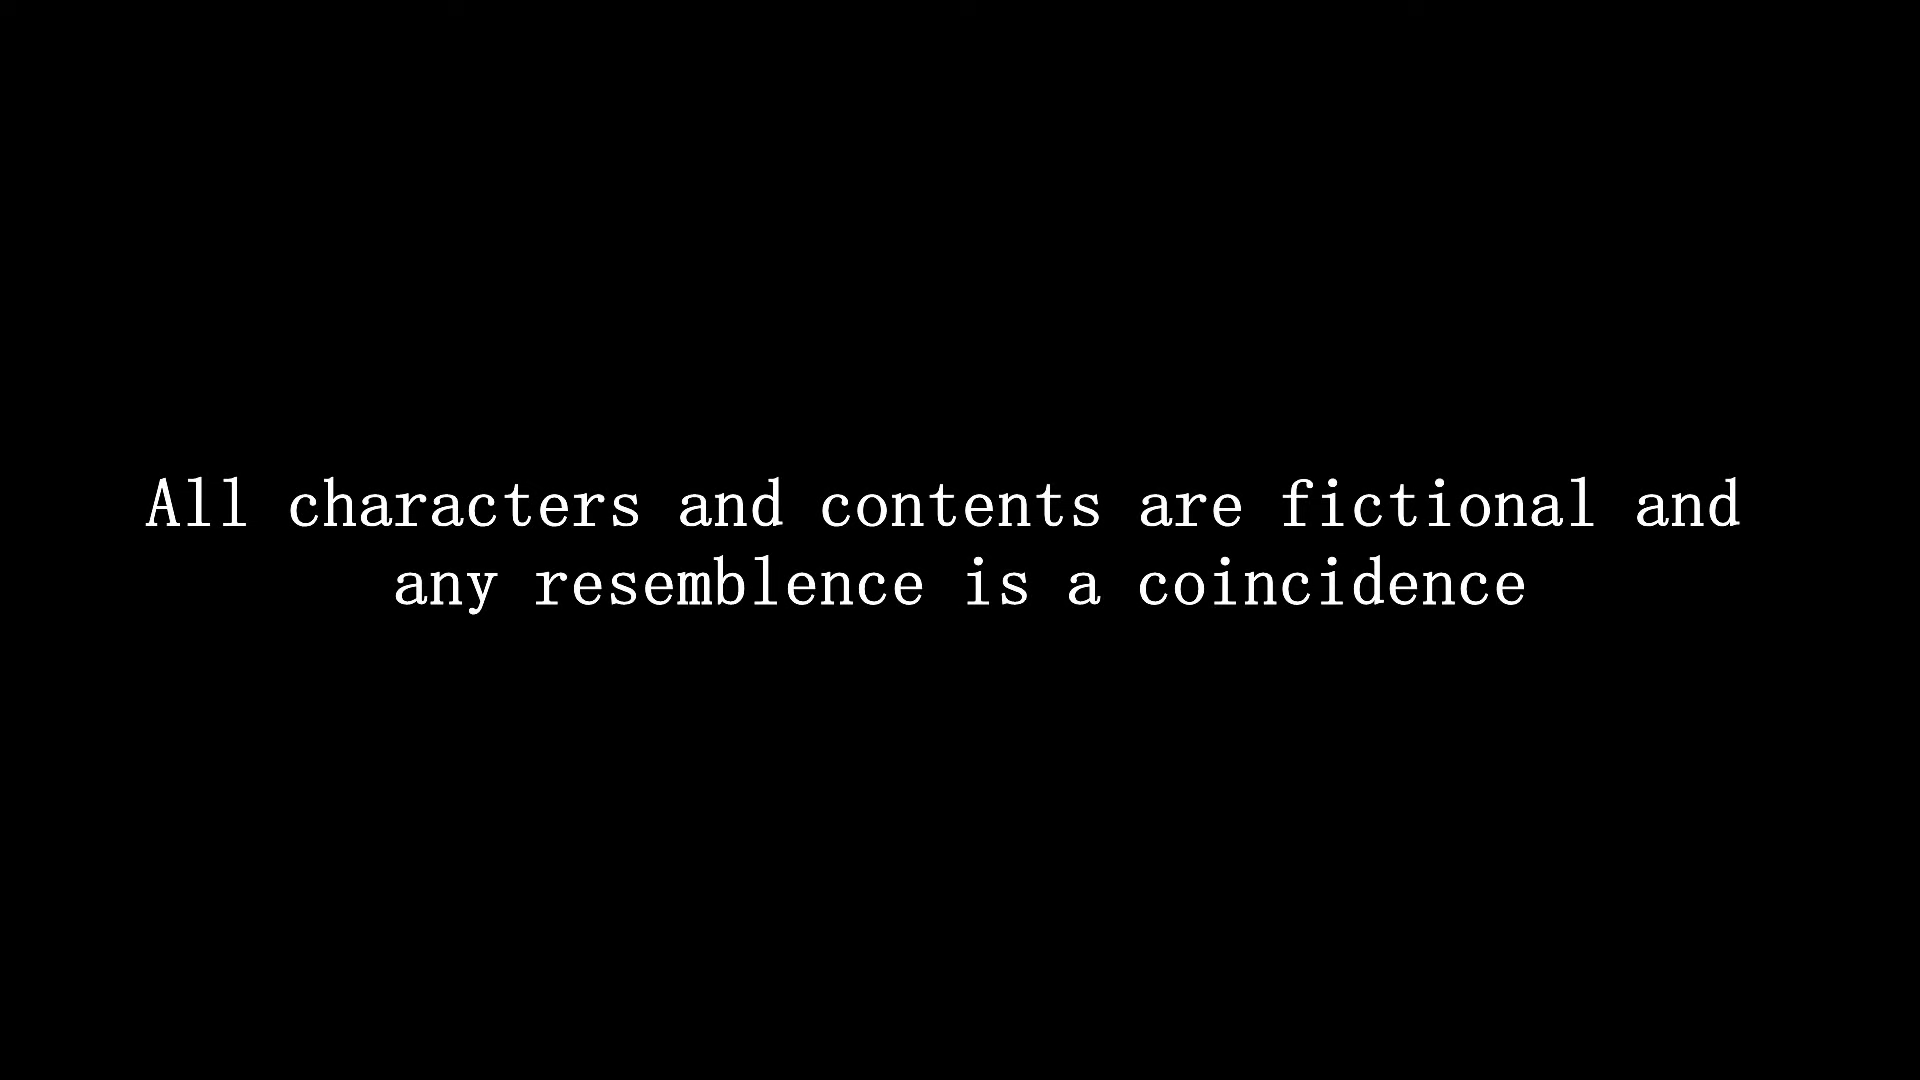 All characters and contents are fictional and
any resemblence is a coincidence